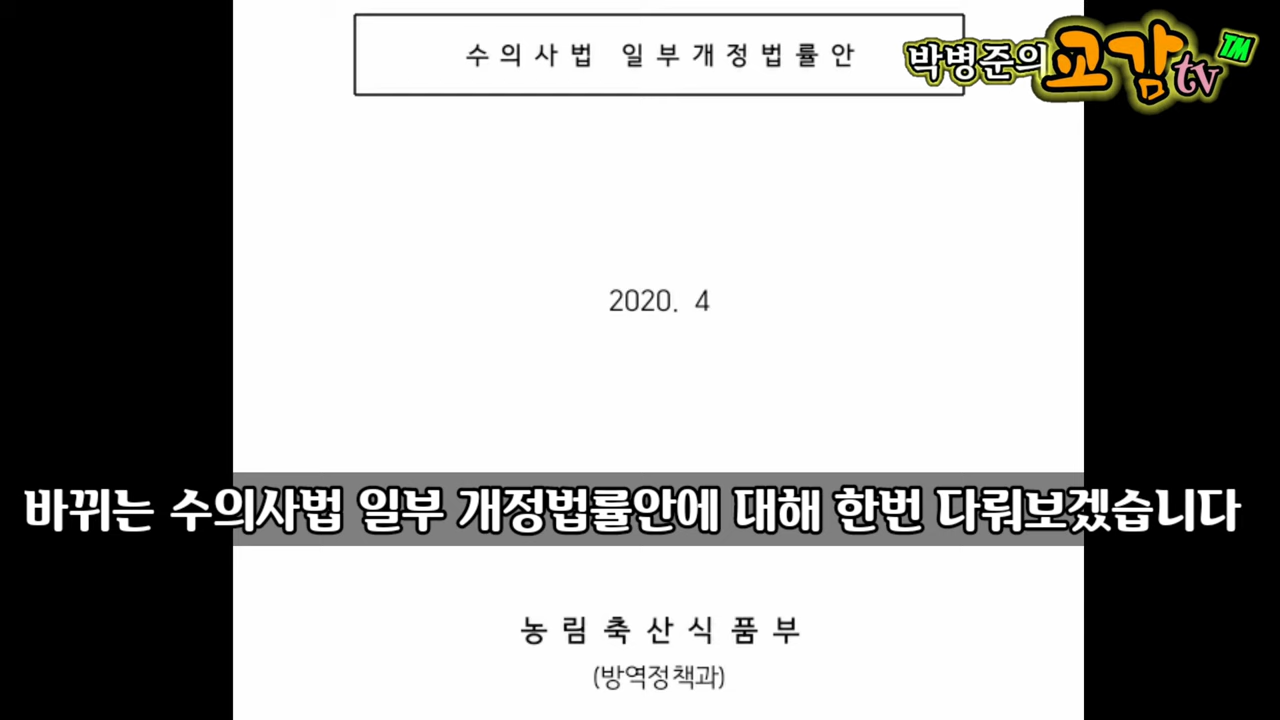 수의사법 일부개정법률안
박병준의 교감tv TM
2020. 4
바뀌는 수의사법 일부 개정법률안에 대해 한번 다뤄보겠습니다
농림축산식품부
(방역정책과)